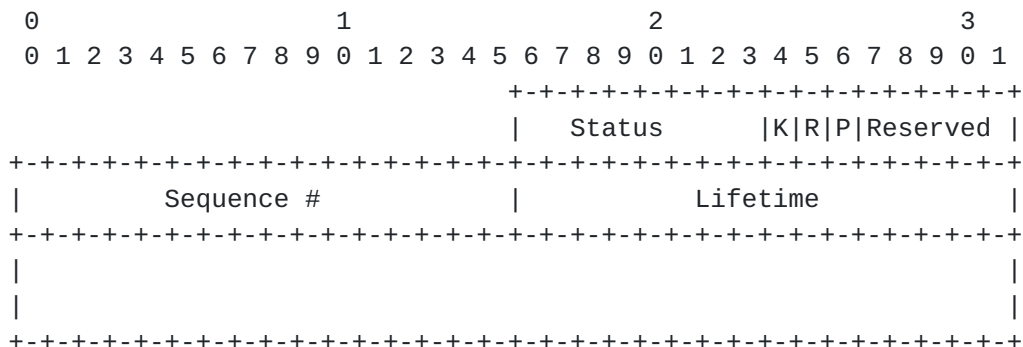 0                   1                   2                   3
0 1 2 3 4 5 6 7 8 9 0 1 2 3 4 5 6 7 8 9 0 1 2 3 4 5 6 7 8 9 0 1
                               +-+-+-+-+-+-+-+-+-+-+-+-+-+-+-+-+
                               |   Status      |K|R|P|Reserved |
+-+-+-+-+-+-+-+-+-+-+-+-+-+-+-+-+-+-+-+-+-+-+-+-+-+-+-+-+-+-+-+-+
|         Sequence #            |           Lifetime            |
+-+-+-+-+-+-+-+-+-+-+-+-+-+-+-+-+-+-+-+-+-+-+-+-+-+-+-+-+-+-+-+-+
|                                                               |
|                                                               |
+-+-+-+-+-+-+-+-+-+-+-+-+-+-+-+-+-+-+-+-+-+-+-+-+-+-+-+-+-+-+-+-+